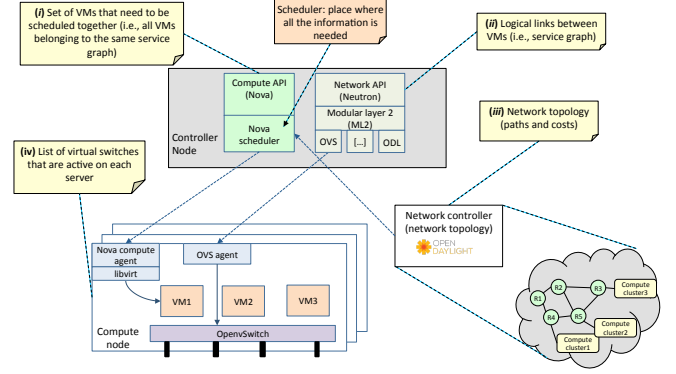 (i) Set of VMs that need to be
scheduled together (i.e., all VMs
belonging to the same service
graph)
Scheduler: place where
all the information is
needed
(ii) Logical links between
VMs (i.e., service graph)
Compute API
(Nova)
Network API
(Neutron)
Modular layer 2
(ML2)
Controller
Node
Nova
scheduler
OVS
[...]
ODL
(iii) Network topology
(paths and costs)
(iv) List of virtual switches
that are active on each
server
Network controller
(network topology)
OPEN
DAYLIGHT
Nova compute
agent
libvirt
OVS agent
VM1
VM2
VM3
Compute
node
OpenvSwitch
R1
R2
R3
R4
R5
Compute
cluster3
Compute
cluster2
Compute
cluster1